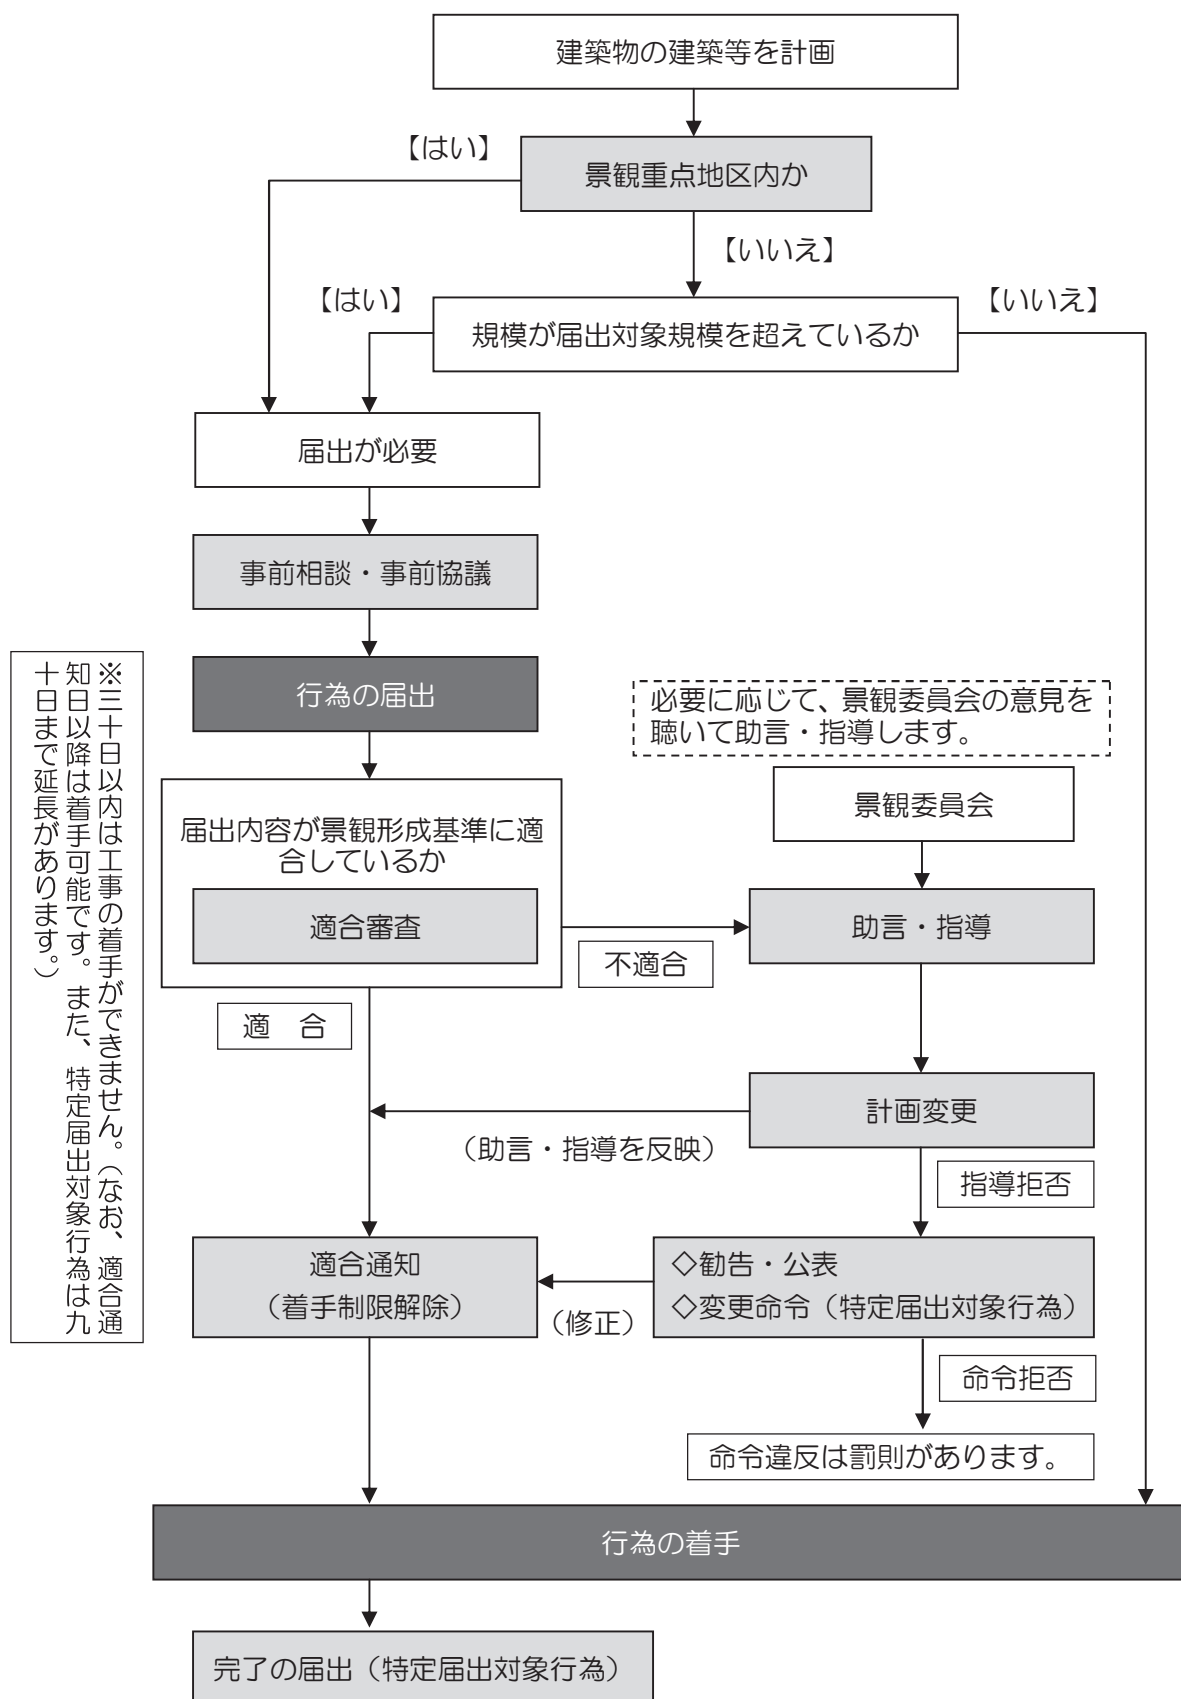 建築物の建築等を計画
【はい】
景観重点地区内か
【いいえ】
【はい】
【いいえ】
規模が届出対象規模を超えているか
届出が必要
事前相談・事前協議
行為の届出
※三十日以内は工事の着手ができません。（なお、適合通
知日以降は着手可能です。また、特定届出対象行為は九
十日まで延長があります。）
必要に応じて、景観委員会の意見を
聴いて助言・指導します。
景観委員会
届出内容が景観形成基準に適
合しているか
適合審査
不適合
助言・指導
適　合
計画変更
（助言・指導を反映）
指導拒否
適合通知
（着手制限解除）
（修正）
◇勧告・公表
◇変更命令（特定届出対象行為）
命令拒否
命令違反は罰則があります。
行為の着手
完了の届出（特定届出対象行為）